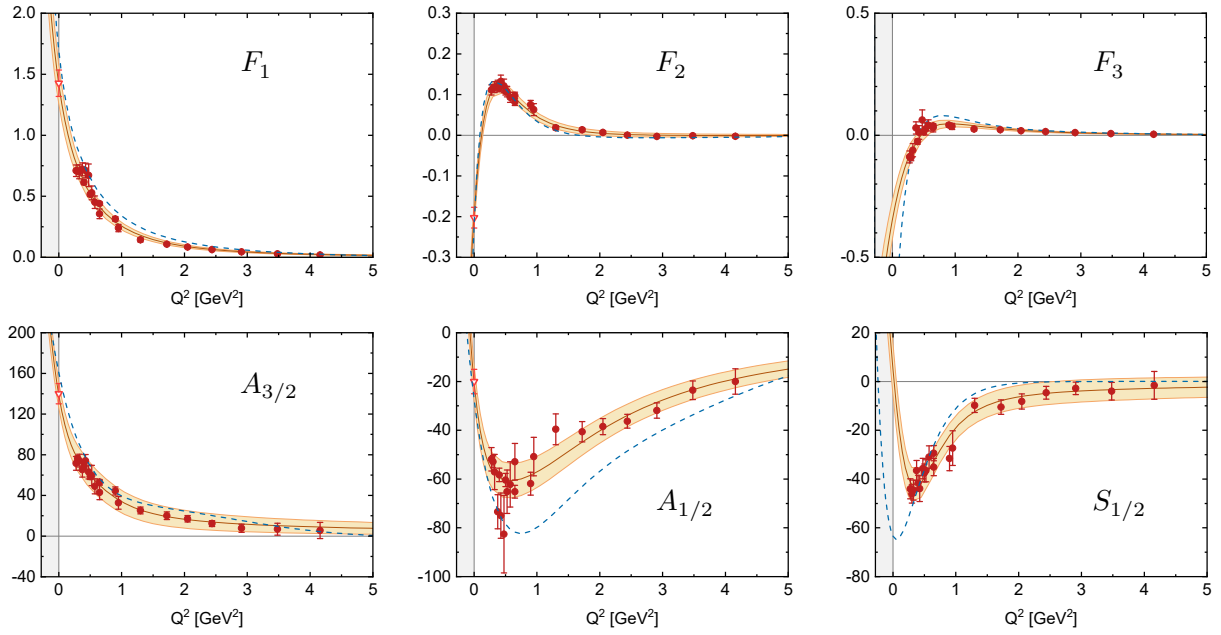 F₁
2.0
1.5
1.0
0.5
0.0
0 1 2 3 4 5
Q² [GeV²]
F₂
0.3
0.2
0.1
0.0
-0.1
-0.2
-0.3
0 1 2 3 4 5
Q² [GeV²]
F₃
0.5
0.0
-0.5
0 1 2 3 4 5
Q² [GeV²]
A₃/₂
200
160
120
80
40
0
-40
0 1 2 3 4 5
Q² [GeV²]
A₁/₂
0
-20
-40
-60
-80
-100
0 1 2 3 4 5
Q² [GeV²]
S₁/₂
20
0
-20
-40
-60
-80
0 1 2 3 4 5
Q² [GeV²]